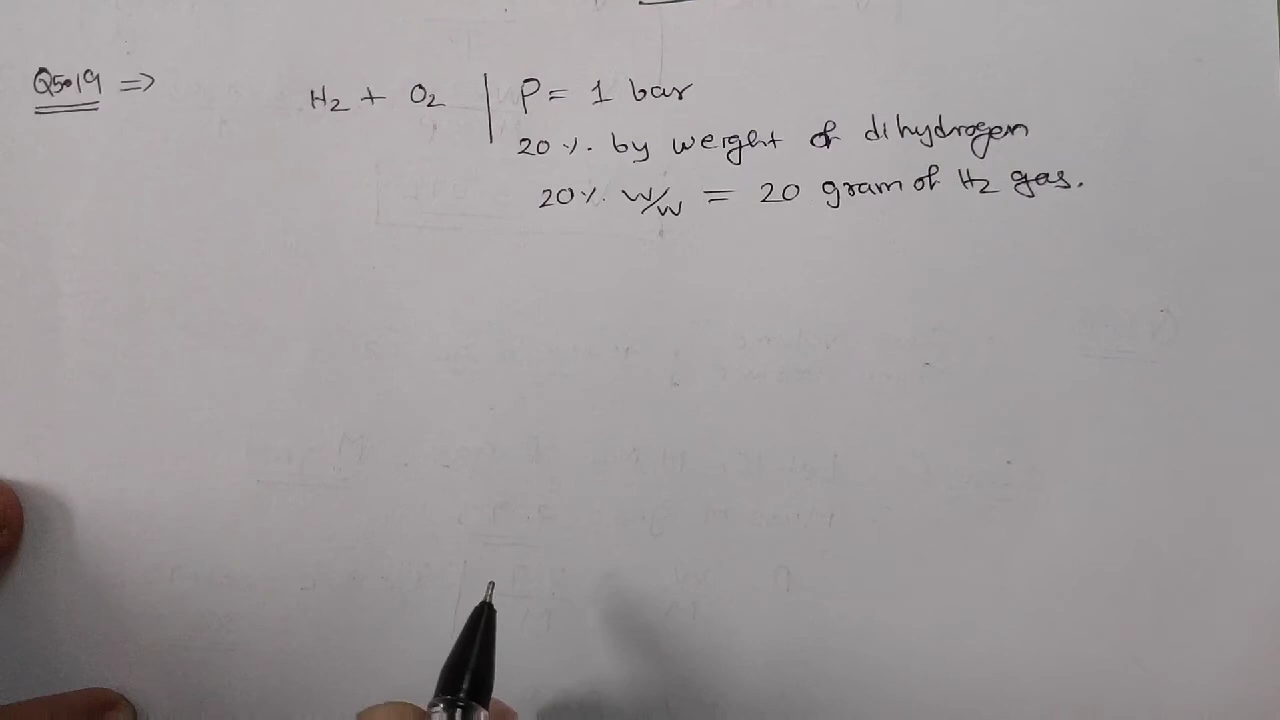 Q5.19 ⇒ H₂ + O₂ | P = 1 bar
20 %. by weight of dihydrogen
20 %. W/W = 20 gram of H₂ gas.